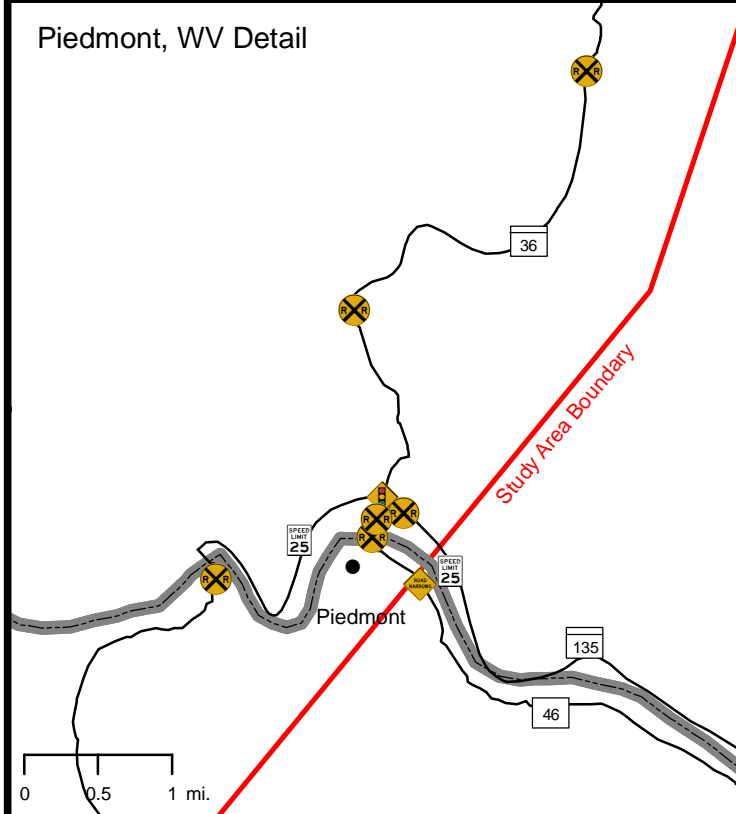 Piedmont, WV Detail
R R
36
R R
Study Area Boundary
R R
R R
SPEED
LIMIT
25
R R
SPEED
LIMIT
25
R R
ROAD
NARROWS
Piedmont
135
46
0 0.5 1 mi.